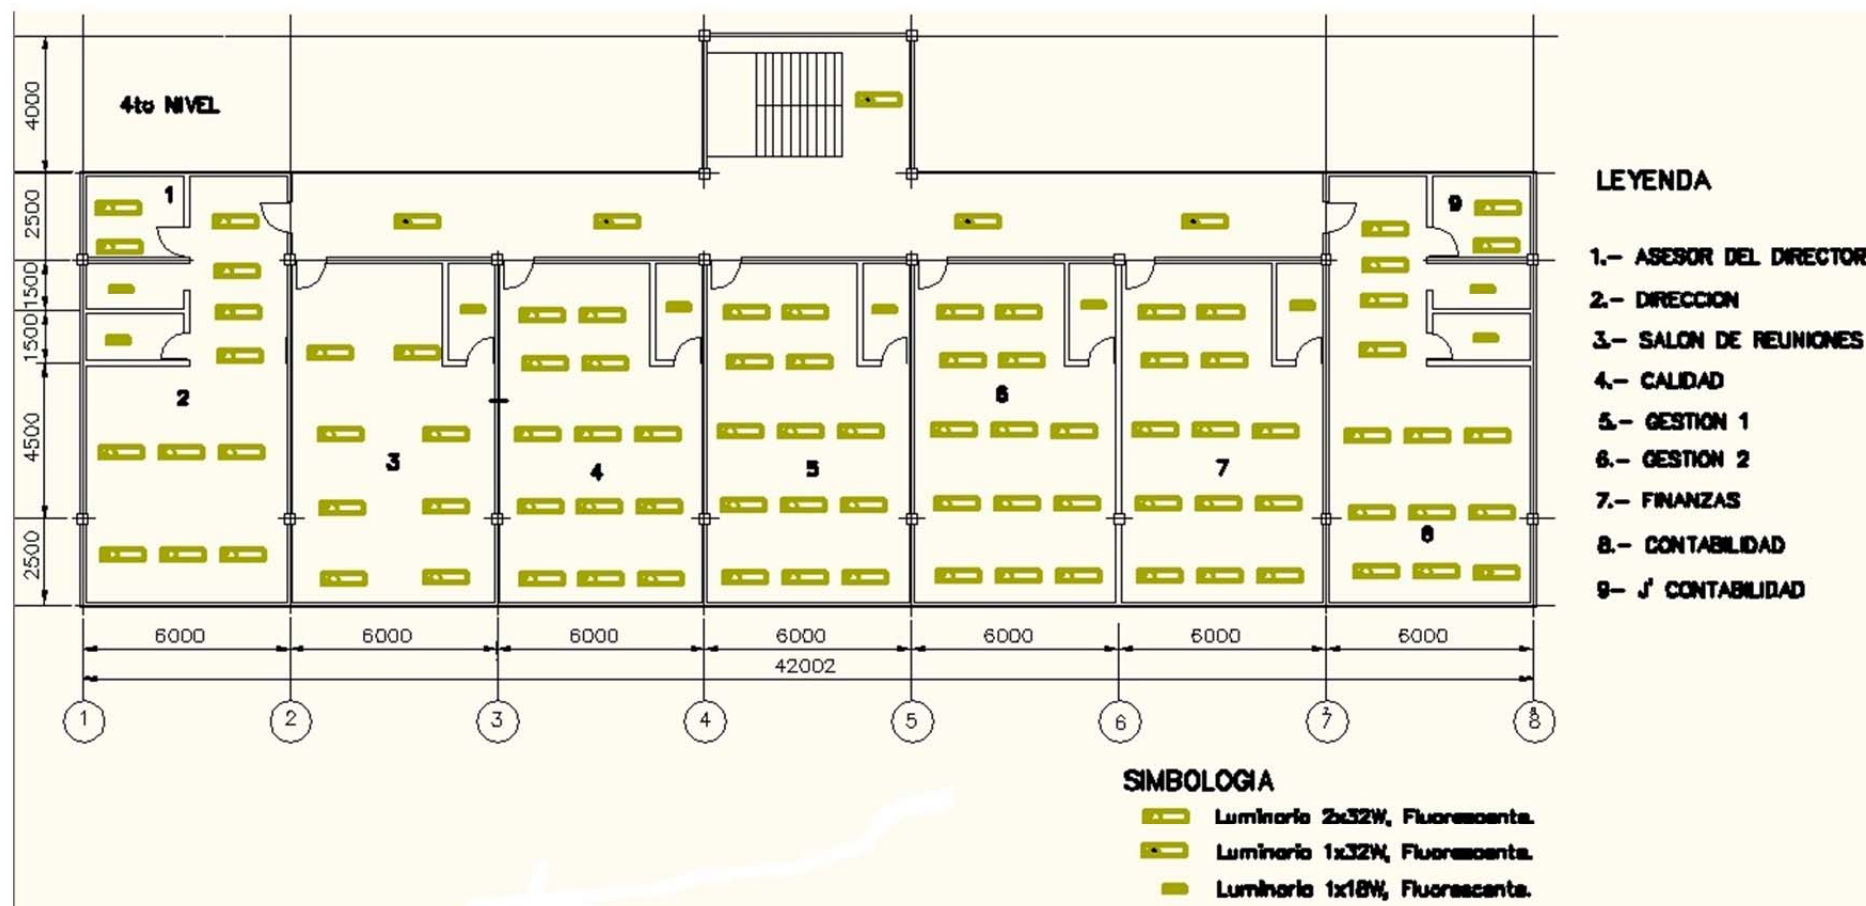 4to NIVEL
4000
2500
1500
1500
4500
2500
1
2
3
4
5
6
7
8
9
6000
6000
6000
6000
6000
6000
6000
42002
1
2
3
4
5
6
7
8
LEYENDA
1.- ASESOR DEL DIRECTOR
2.- DIRECCION
3.- SALON DE REUNIONES
4.- CALIDAD
5.- GESTION 1
6.- GESTION 2
7.- FINANZAS
8.- CONTABILIDAD
9- J' CONTABILIDAD
SIMBOLOGIA
Luminaria 2x32W, Fluorescente.
Luminaria 1x32W, Fluorescente.
Luminaria 1x18W, Fluorescente.